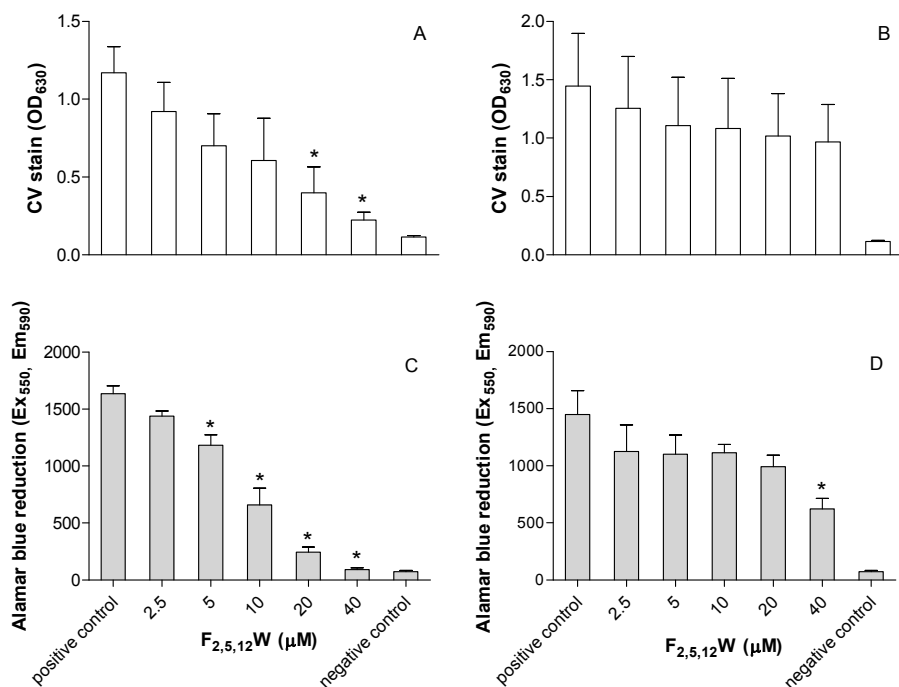 A
CV stain (OD630)
1.5
1.0
0.5
0.0
*
*
B
CV stain (OD630)
2.0
1.5
1.0
0.5
0.0
C
Alamar blue reduction (Ex550, Em590)
2000
1500
1000
500
0
*
*
*
*
positive control
2.5
5
10
20
40
negative control
F2,5,12W (μM)
D
Alamar blue reduction (Ex550, Em590)
2000
1500
1000
500
0
*
positive control
2.5
5
10
20
40
negative control
F2,5,12W (μM)